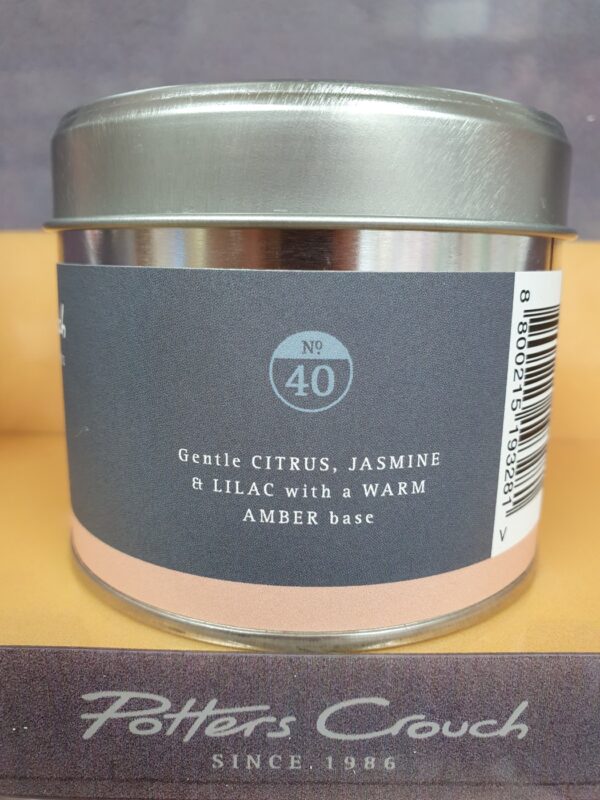 Nº
40
Gentle CITRUS, JASMINE
& LILAC with a WARM
AMBER base
8 800215 193281
V
Potters Crouch
SINCE. 1986